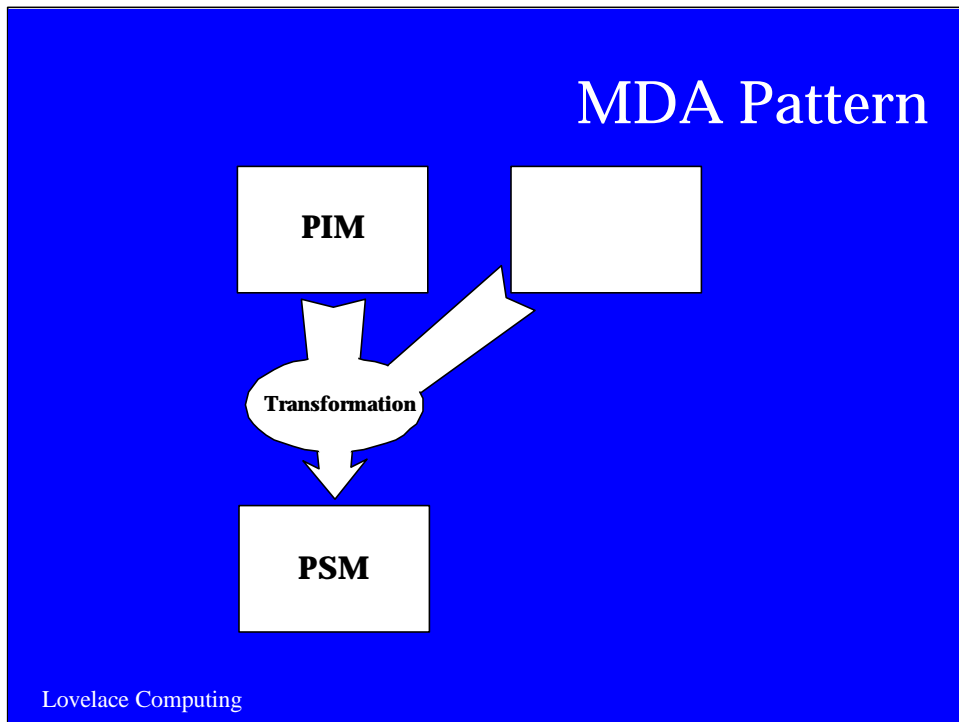 MDA Pattern
PIM
Transformation
PSM
Lovelace Computing